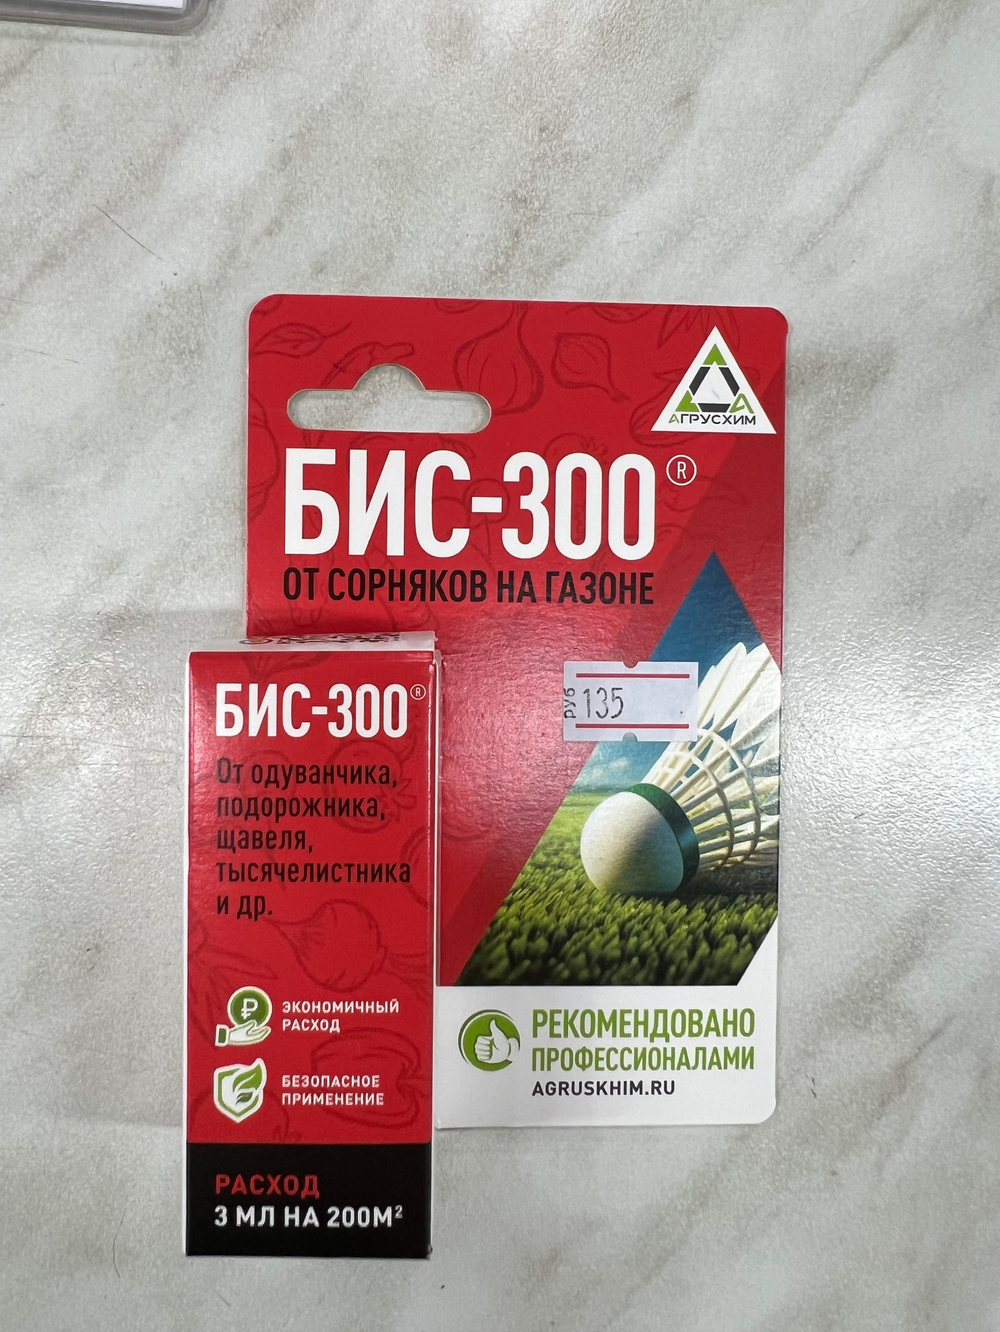 АГРУСХИМ
БИС-300®
ОТ СОРНЯКОВ НА ГАЗОНЕ
руб 135
БИС-300®
От одуванчика,
подорожника,
щавеля,
тысячелистника
и др.
ЭКОНОМИЧНЫЙ
РАСХОД
БЕЗОПАСНОЕ
ПРИМЕНЕНИЕ
РАСХОД
3 МЛ НА 200М²
РЕКОМЕНДОВАНО
ПРОФЕССИОНАЛАМИ
AGRUSKHIM.RU